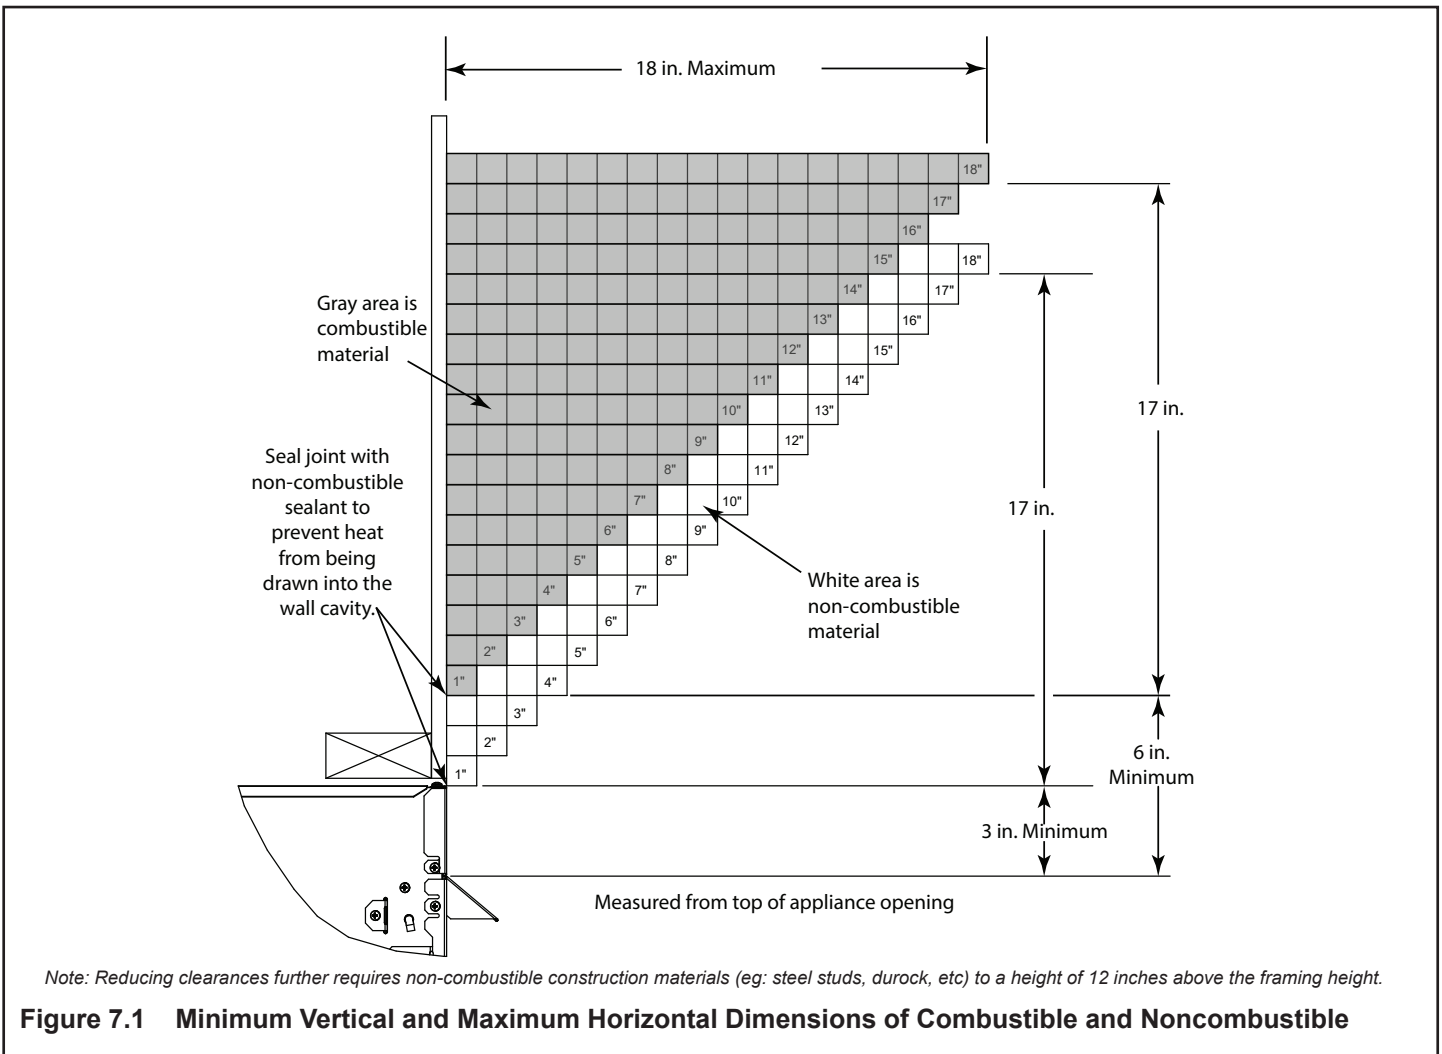 18 in. Maximum
18"
17"
16"
15"
18"
14"
17"
Gray area is
combustible
material
13"
16"
12"
15"
11"
14"
10"
13"
17 in.
9"
12"
Seal joint with
non-combustible
sealant to
prevent heat
from being
drawn into the
wall cavity.
8"
11"
7"
10"
17 in.
6"
9"
5"
8"
White area is
non-combustible
material
4"
7"
3"
6"
2"
5"
1"
4"
3"
2"
1"
6 in.
Minimum
3 in. Minimum
Measured from top of appliance opening
Note: Reducing clearances further requires non-combustible construction materials (eg: steel studs, durock, etc) to a height of 12 inches above the framing height.
Figure 7.1 Minimum Vertical and Maximum Horizontal Dimensions of Combustible and Noncombustible